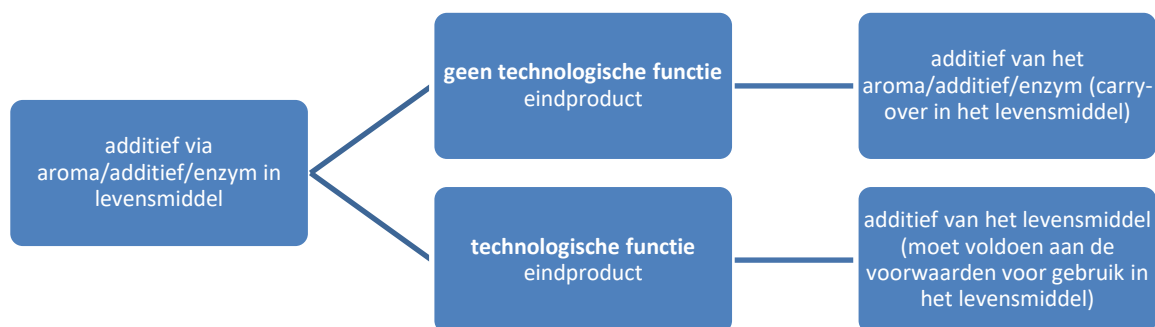 additief via
aroma/additief/enzym in
levensmiddel
geen technologische functie
eindproduct
additief van het
aroma/additief/enzym (carry-
over in het levensmiddel)
technologische functie
eindproduct
additief van het levensmiddel
(moet voldoen aan de
voorwaarden voor gebruik in
het levensmiddel)